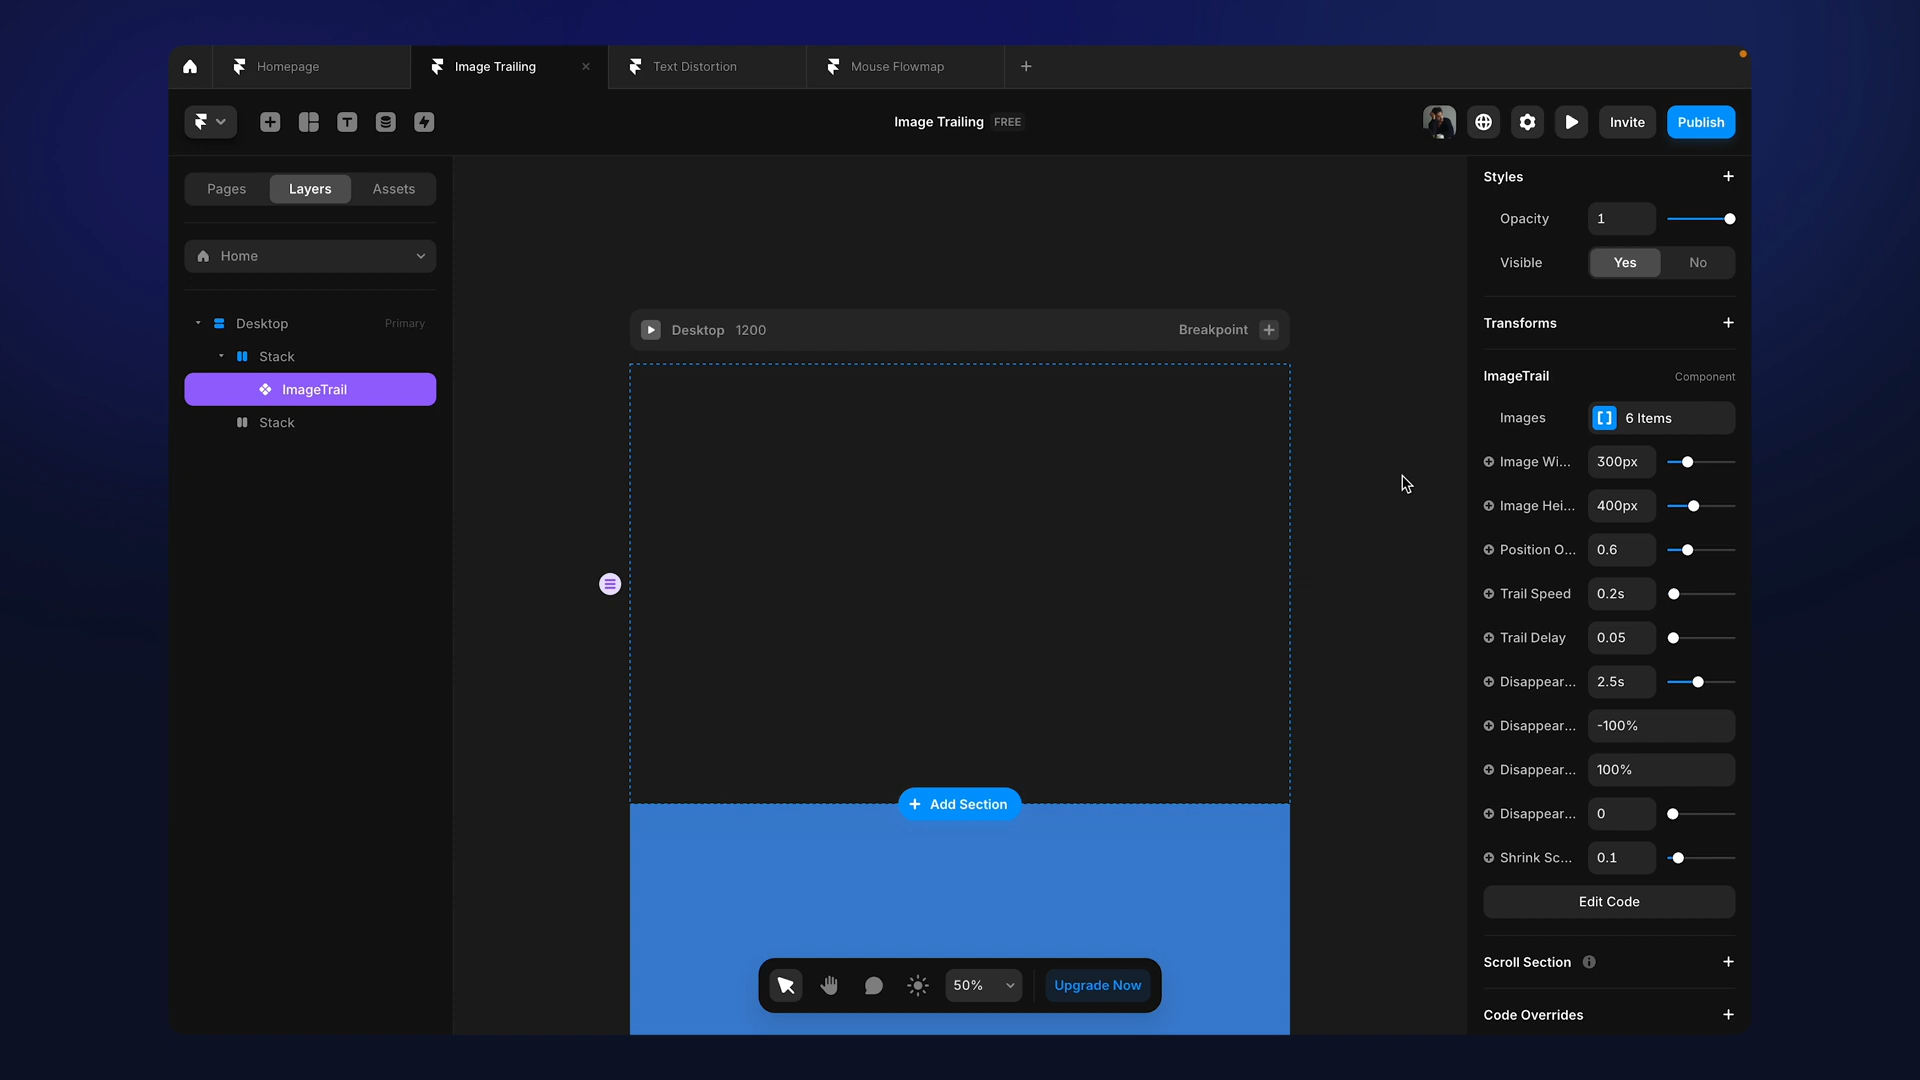 Homepage
Image Trailing
Text Distortion
Mouse Flowmap
Image Trailing FREE
Invite
Publish
Pages
Layers
Assets
Home
Desktop Primary
Stack
ImageTrail
Stack
Desktop 1200
Breakpoint
Add Section
50%
Upgrade Now
Styles
Opacity 1
Visible Yes No
Transforms
ImageTrail Component
Images 6 Items
Image Wi... 300px
Image Hei... 400px
Position O... 0.6
Trail Speed 0.2s
Trail Delay 0.05
Disappear... 2.5s
Disappear... -100%
Disappear... 100%
Disappear... 0
Shrink Sc... 0.1
Edit Code
Scroll Section
Code Overrides